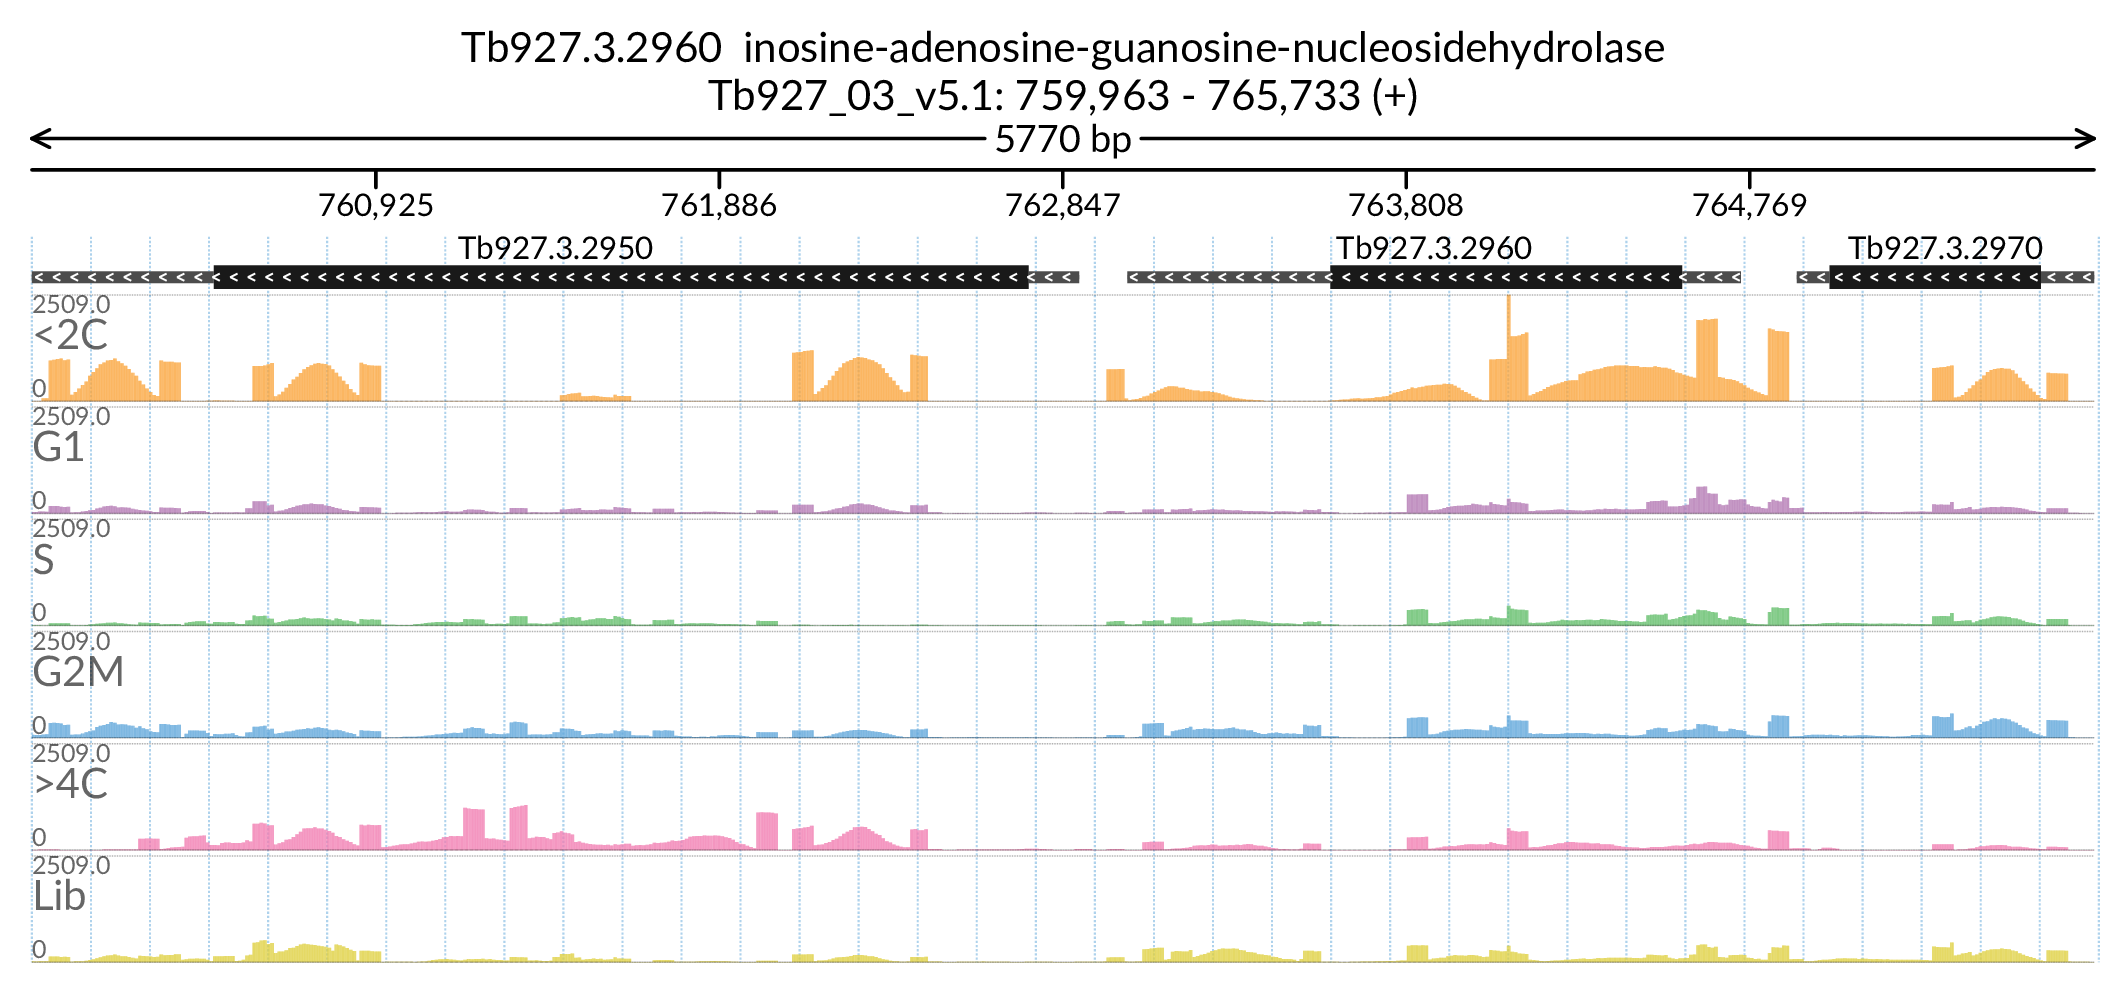 Tb927.3.2960 inosine-adenosine-guanosine-nucleosidehydrolase
Tb927_03_v5.1: 759,963 - 765,733 (+)
5770 bp
760,925 761,886 762,847 763,808 764,769
Tb927.3.2950 Tb927.3.2960 Tb927.3.2970
2509.0
<2C
0
2509.0
G1
0
2509.0
S
0
2509.0
G2M
0
2509.0
>4C
0
2509.0
Lib
0